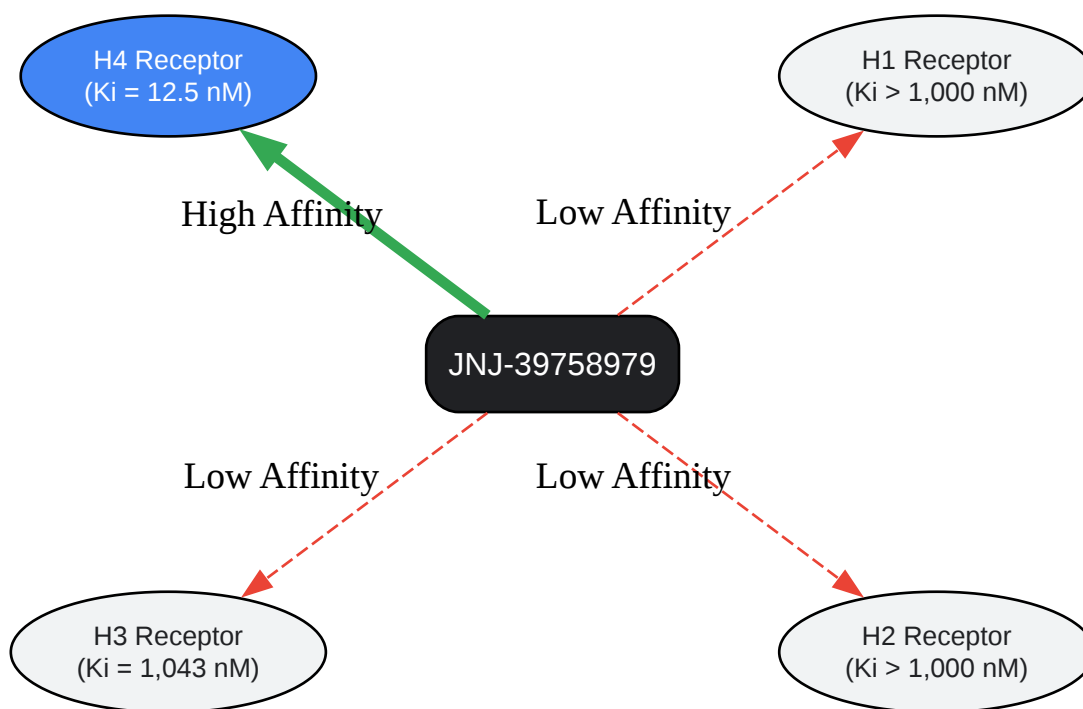 H4 Receptor
(Ki = 12.5 nM)
H1 Receptor
(Ki > 1,000 nM)
High Affinity
Low Affinity
JNJ-39758979
Low Affinity
Low Affinity
H3 Receptor
(Ki = 1,043 nM)
H2 Receptor
(Ki > 1,000 nM)